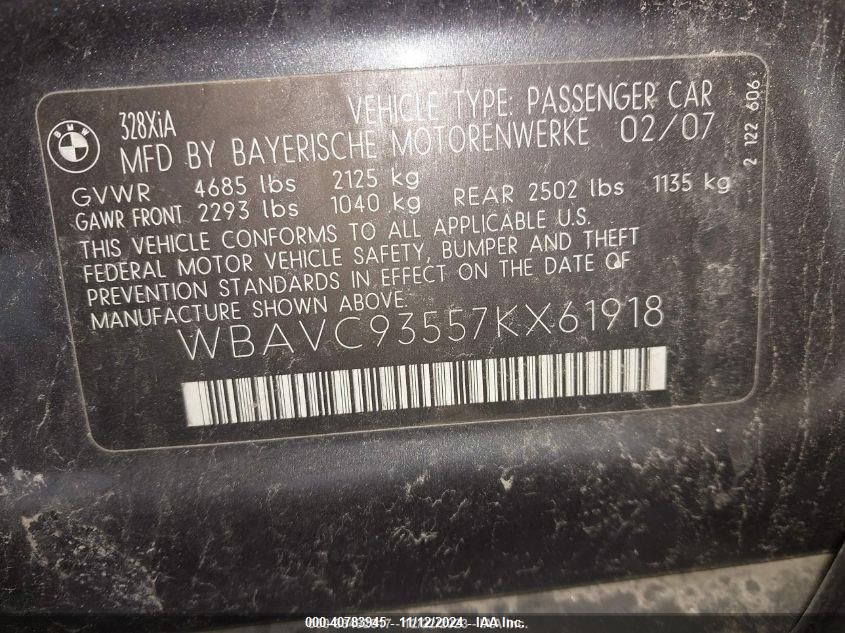 BMW
328XiA VEHICLE TYPE: PASSENGER CAR
MFD BY BAYERISCHE MOTORENWERKE 02/07
GVWR 4685 lbs 2125 kg
GAWR FRONT 2293 lbs 1040 kg REAR 2502 lbs 1135 kg
THIS VEHICLE CONFORMS TO ALL APPLICABLE U.S.
FEDERAL MOTOR VEHICLE SAFETY, BUMPER AND THEFT
PREVENTION STANDARDS IN EFFECT ON THE DATE OF
MANUFACTURE SHOWN ABOVE.
WBAVC93557KX61918
2 122 606
000-40783945 11/12/2024 IAA Inc.